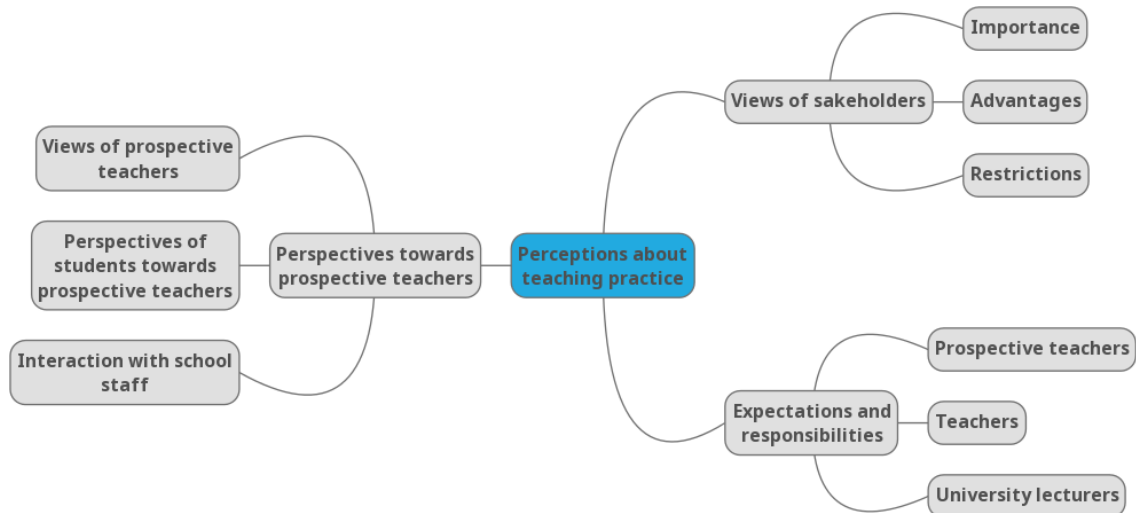 Importance
Views of sakeholders
Advantages
Restrictions
Views of prospective
teachers
Perspectives of
students towards
prospective teachers
Interaction with school
staff
Perspectives towards
prospective teachers
Perceptions about
teaching practice
Prospective teachers
Expectations and
responsibilities
Teachers
University lecturers